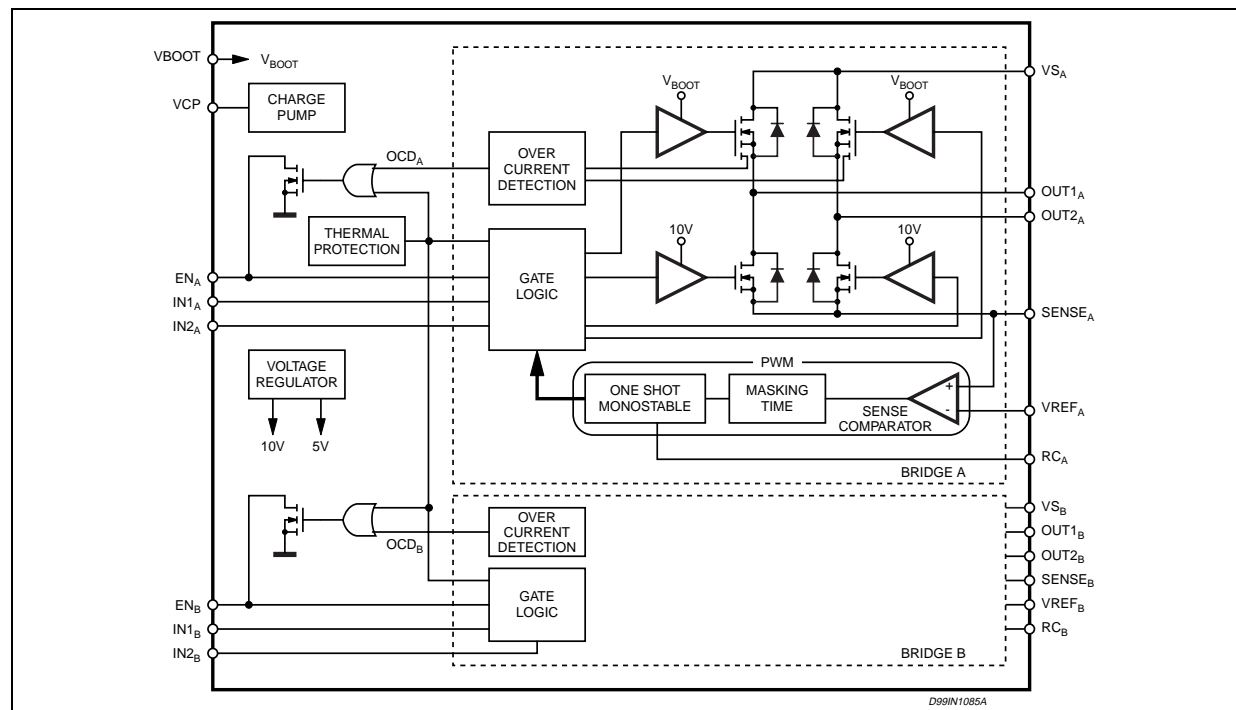 VBOOT
VBOOT
VCP
CHARGE
PUMP
VBOOT
VBOOT
VSA
OCDA
OVER
CURRENT
DETECTION
OUT1A
OUT2A
THERMAL
PROTECTION
10V
10V
GATE
LOGIC
ENA
IN1A
IN2A
SENSEA
VOLTAGE
REGULATOR
10V
5V
PWM
ONE SHOT
MONOSTABLE
MASKING
TIME
+
-
SENSE
COMPARATOR
VREFA
RCA
BRIDGE A
OCDB
OVER
CURRENT
DETECTION
VSB
OUT1B
OUT2B
SENSEB
VREFB
RCB
GATE
LOGIC
ENB
IN1B
IN2B
BRIDGE B
D99IN1085A